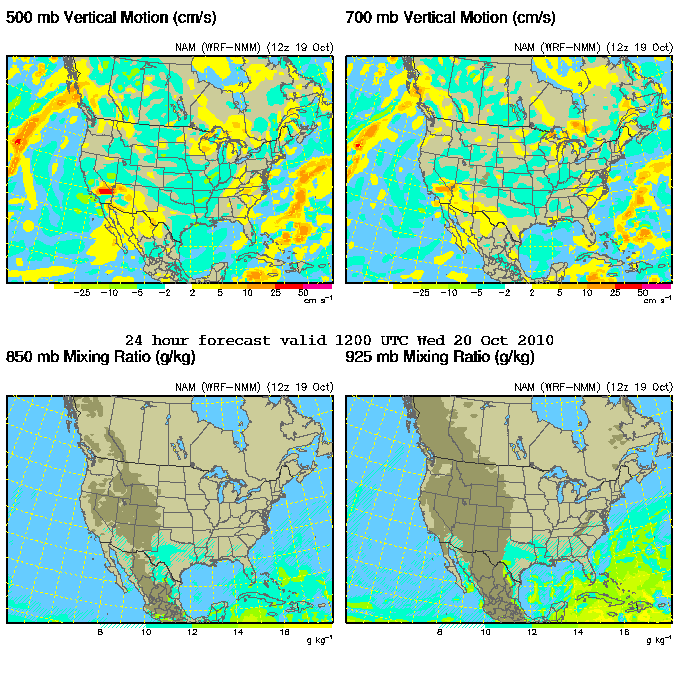 500 mb Vertical Motion (cm/s)
700 mb Vertical Motion (cm/s)
NAM (WRF-NMM) (12z 19 Oct)
NAM (WRF-NMM) (12z 19 Oct)
-25 -10 -5 -2 2 5 10 25 50
cm s⁻¹
-25 -10 -5 -2 2 5 10 25 50
cm s⁻¹
24 hour forecast valid 1200 UTC Wed 20 Oct 2010
850 mb Mixing Ratio (g/kg)
925 mb Mixing Ratio (g/kg)
NAM (WRF-NMM) (12z 19 Oct)
NAM (WRF-NMM) (12z 19 Oct)
8 10 12 14 16
g kg⁻¹
8 10 12 14 16
g kg⁻¹